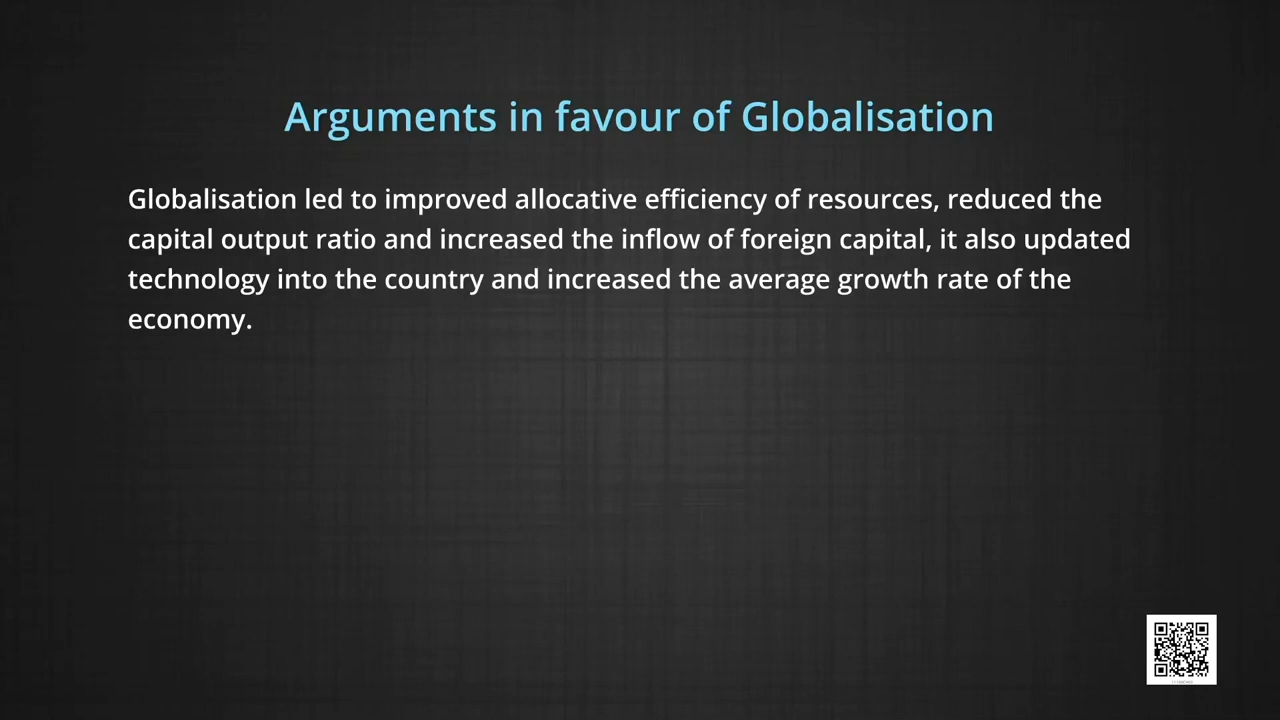 Arguments in favour of Globalisation
Globalisation led to improved allocative efficiency of resources, reduced the
capital output ratio and increased the inflow of foreign capital, it also updated
technology into the country and increased the average growth rate of the
economy.